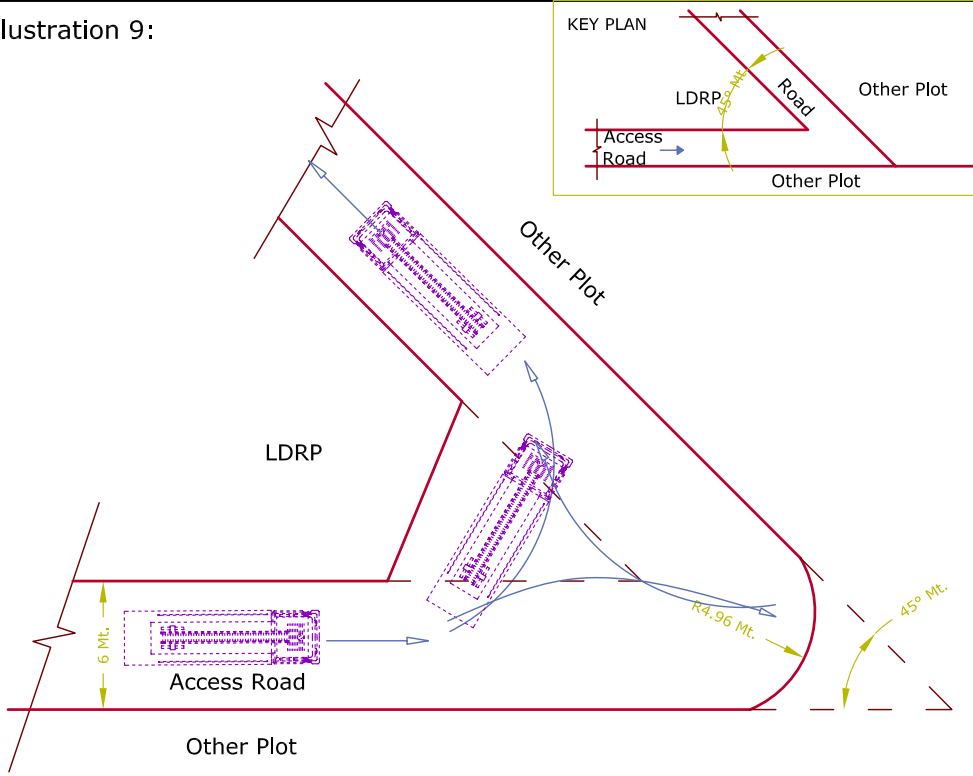 lustration 9:
KEY PLAN
Other Plot
LDRP
45° Mt.
Road
Access
Road
Other Plot
Other Plot
LDRP
R4.96 Mt.
45° Mt.
6 Mt.
Access Road
Other Plot